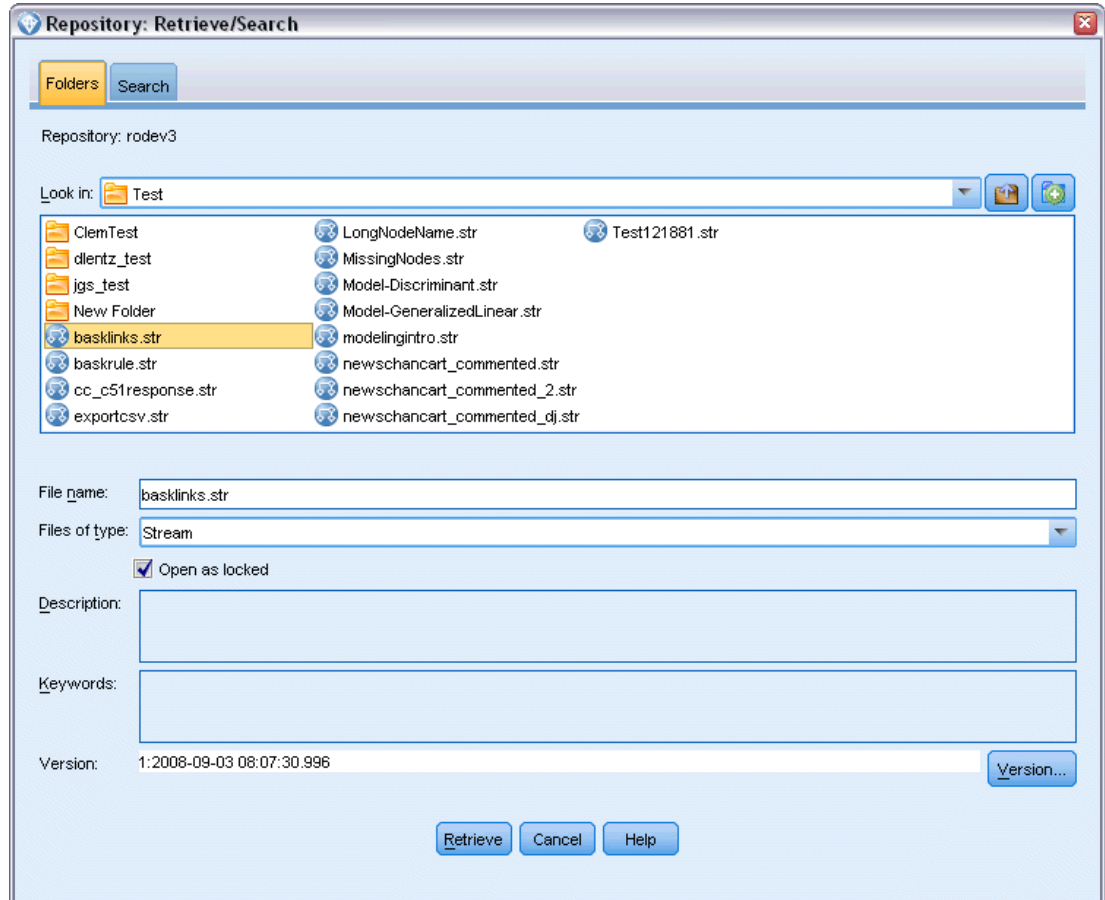 Repository: Retrieve/Search
Folders
Search
Repository: rodev3
Look in:
Test
ClemTest
dlentz_test
jgs_test
New Folder
basklinks.str
baskrule.str
cc_c51response.str
exportcsv.str
LongNodeName.str
MissingNodes.str
Model-Discriminant.str
Model-GeneralizedLinear.str
modelingintro.str
newschancart_commented.str
newschancart_commented_2.str
newschancart_commented_dj.str
Test121881.str
File name:
basklinks.str
Files of type:
Stream
Open as locked
Description:
Keywords:
Version:
1:2008-09-03 08:07:30.996
Version...
Retrieve
Cancel
Help